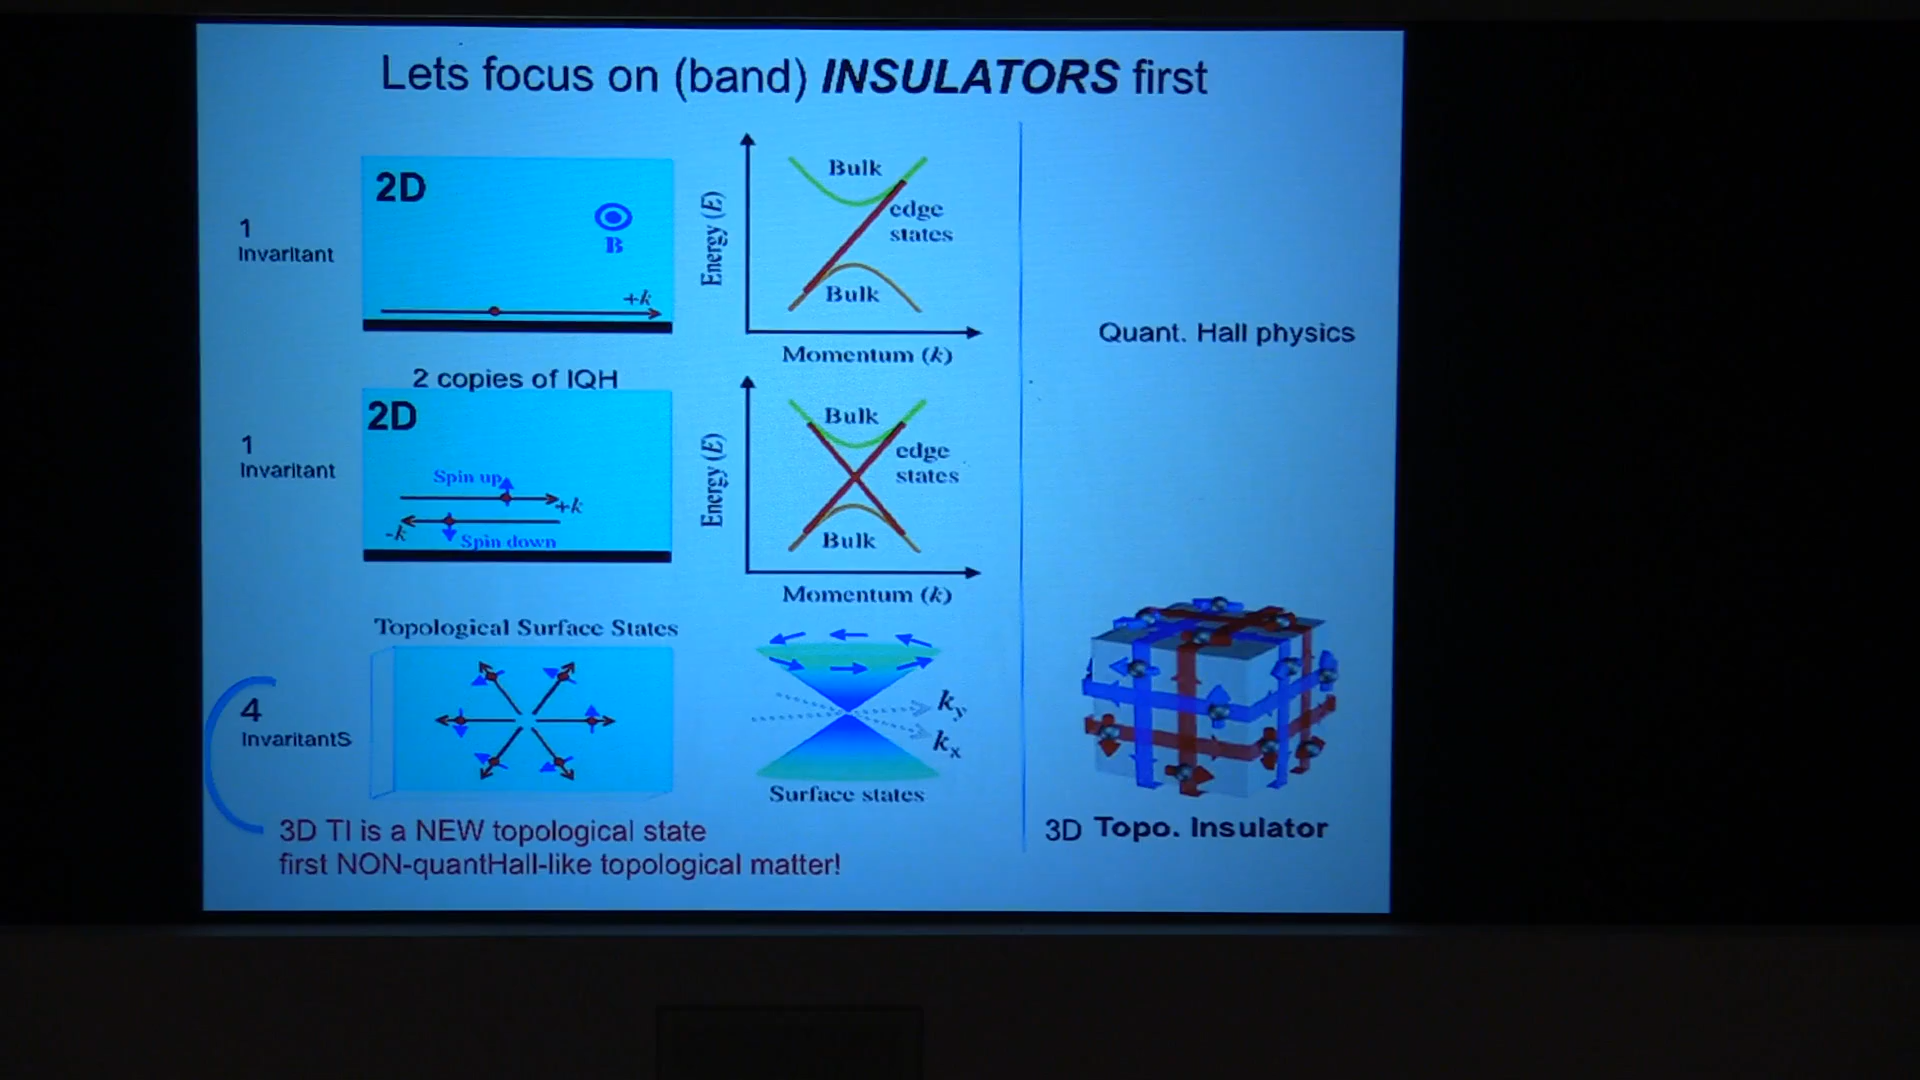 Lets focus on (band) INSULATORS first
2D
B
+k
1
Invaritant
Energy (E)
Bulk
edge
states
Bulk
Momentum (k)
Quant. Hall physics
2 copies of IQH
2D
1
Invaritant
Spin up
+k
-k
Spin down
Energy (E)
Bulk
edge
states
Bulk
Momentum (k)
Topological Surface States
4
InvaritantS
ky
kx
Surface states
3D TI is a NEW topological state
first NON-quantHall-like topological matter!
3D Topo. Insulator